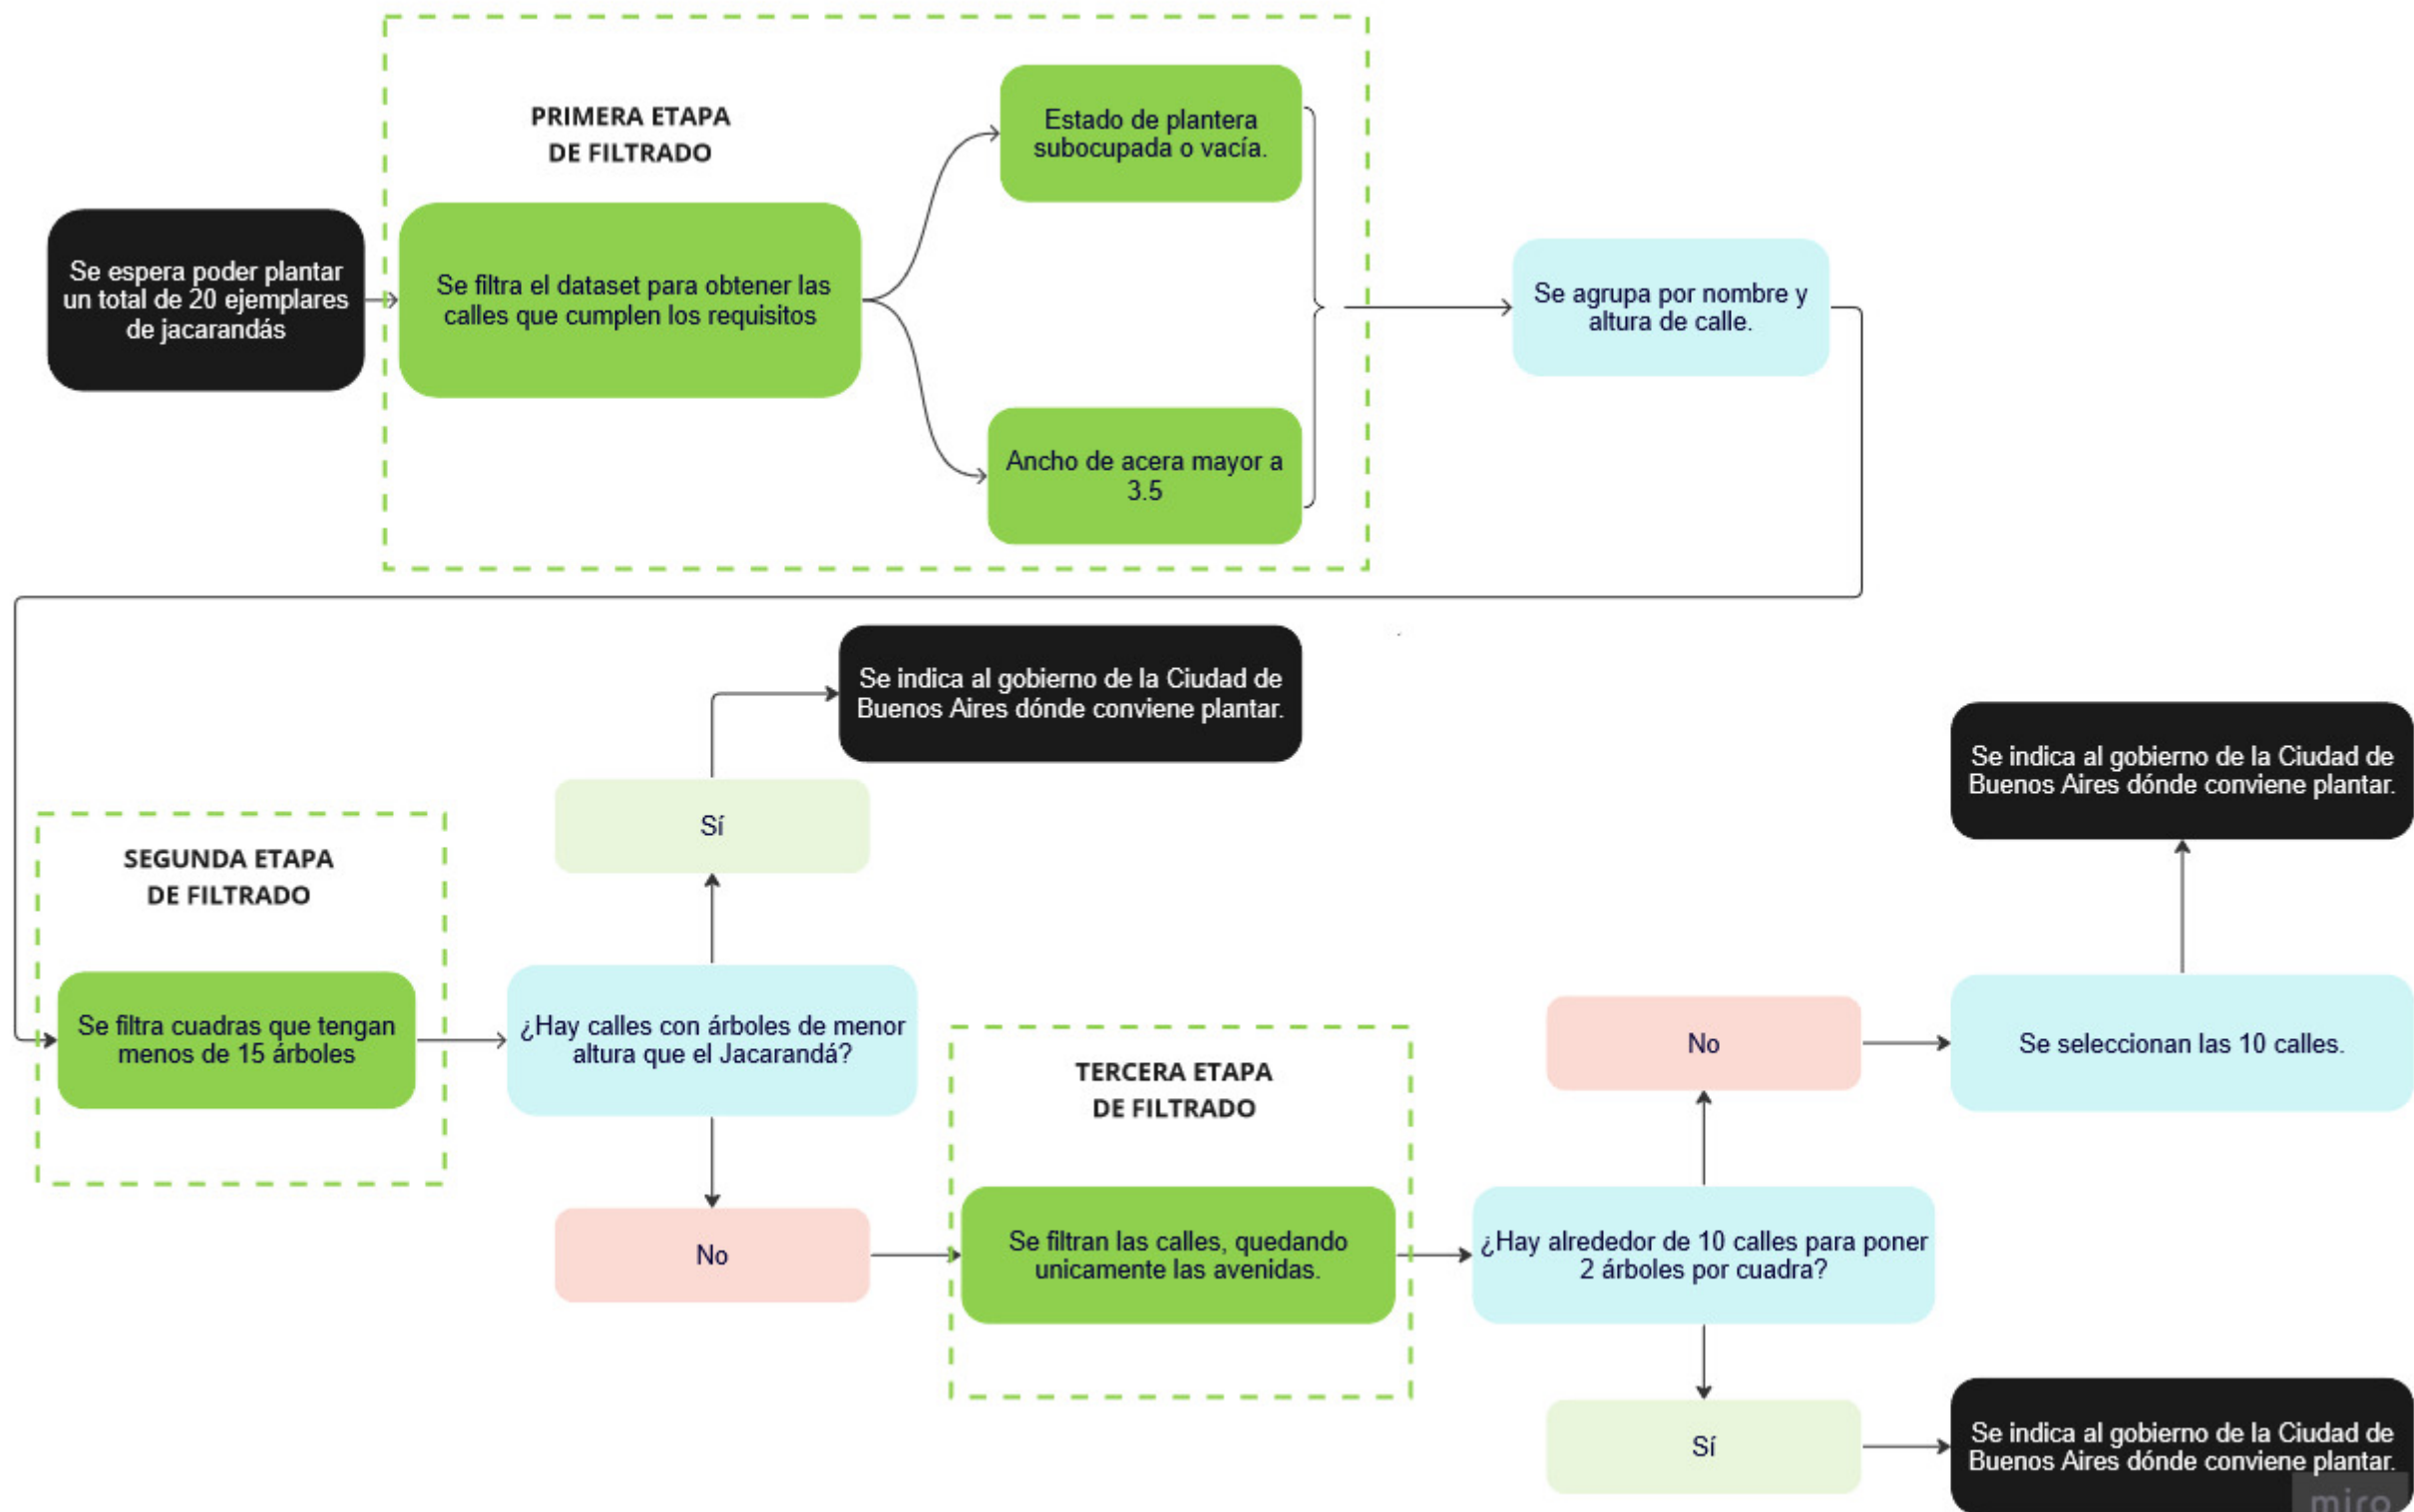 PRIMERA ETAPA
DE FILTRADO
Se espera poder plantar
un total de 20 ejemplares
de jacarandás
Se filtra el dataset para obtener las
calles que cumplen los requisitos
Estado de plantera
subocupada o vacía.
Ancho de acera mayor a
3.5
Se agrupa por nombre y
altura de calle.
SEGUNDA ETAPA
DE FILTRADO
Se filtra cuadras que tengan
menos de 15 árboles
¿Hay calles con árboles de menor
altura que el Jacarandá?
Sí
Se indica al gobierno de la Ciudad de
Buenos Aires dónde conviene plantar.
No
TERCERA ETAPA
DE FILTRADO
Se filtran las calles, quedando
unicamente las avenidas.
¿Hay alrededor de 10 calles para poner
2 árboles por cuadra?
No
Se seleccionan las 10 calles.
Se indica al gobierno de la Ciudad de
Buenos Aires dónde conviene plantar.
Sí
Se indica al gobierno de la Ciudad de
Buenos Aires dónde conviene plantar.
miro